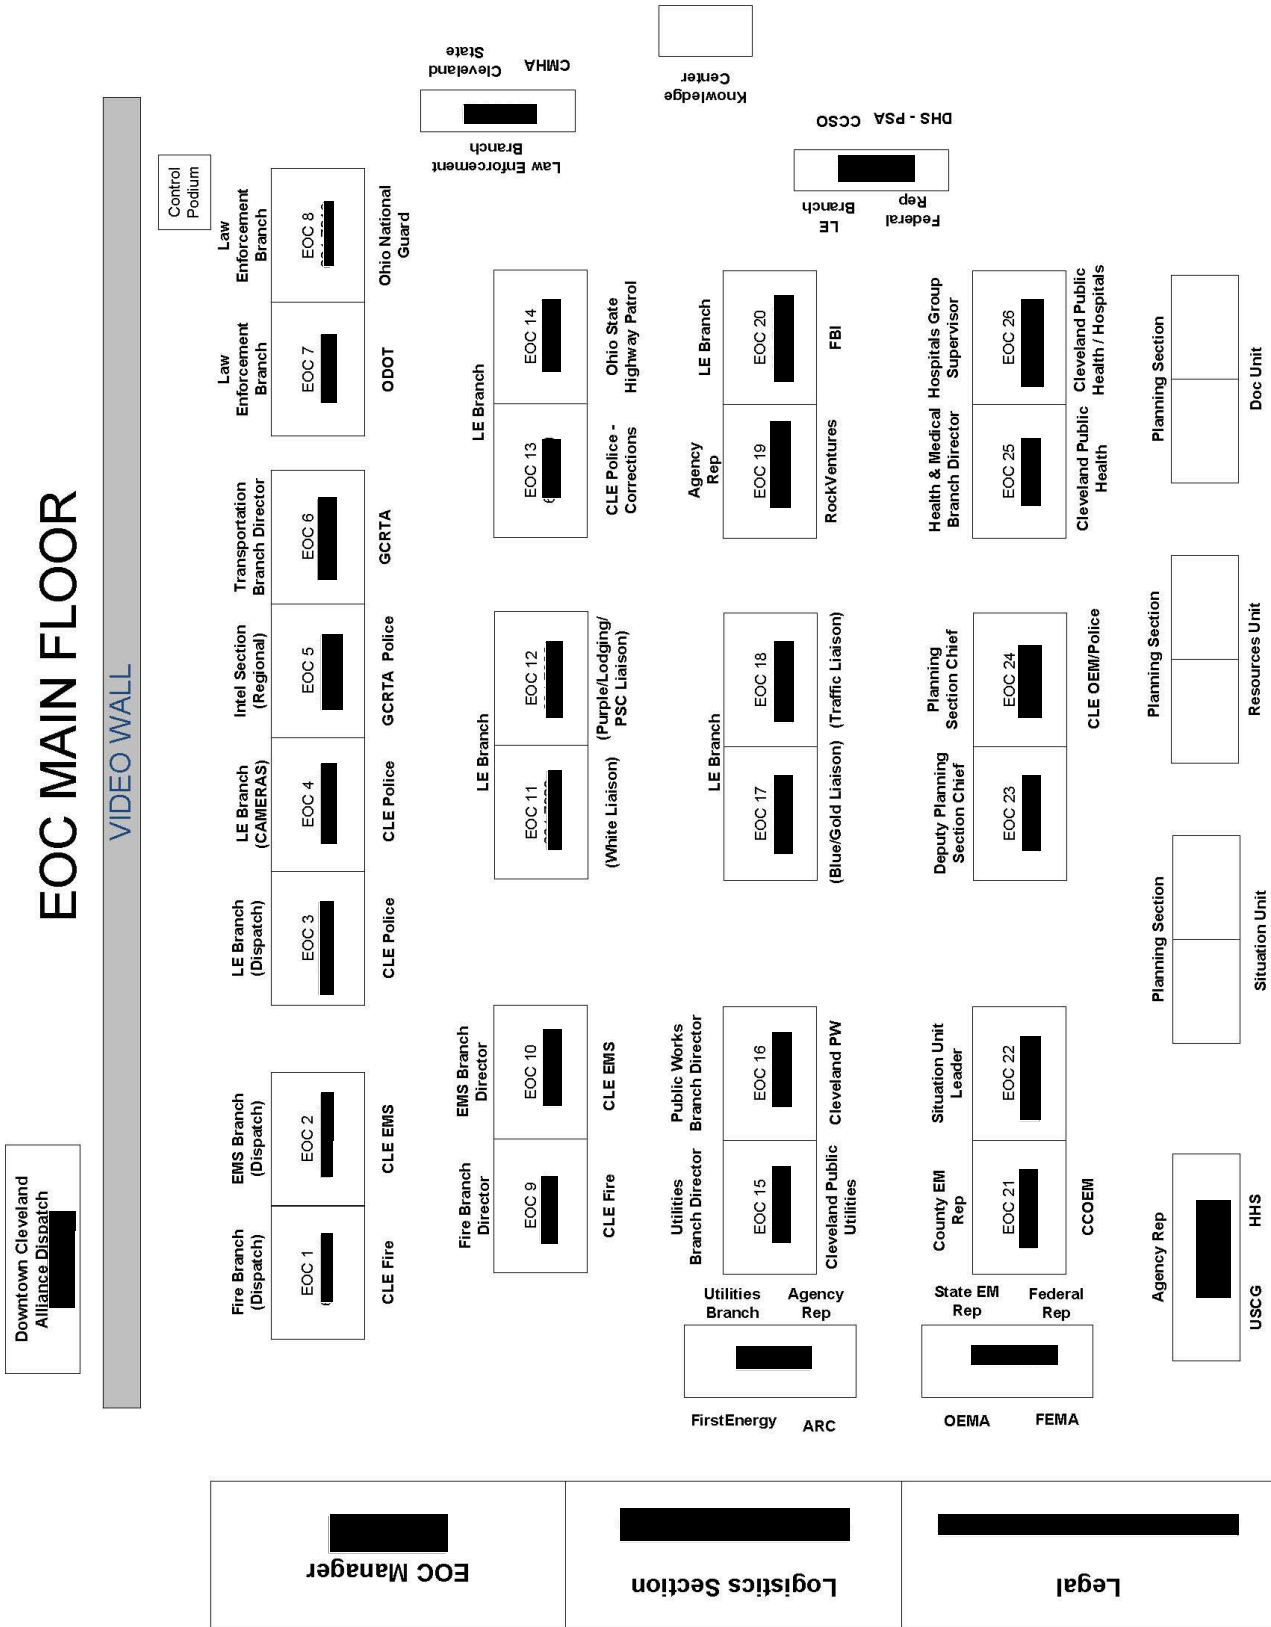 EOC MAIN FLOOR
VIDEO WALL
Downtown Cleveland
Alliance Dispatch
Control
Podium
Fire Branch
(Dispatch)
EOC 1
CLE Fire
EMS Branch
(Dispatch)
EOC 2
CLE EMS
LE Branch
(Dispatch)
EOC 3
CLE Police
LE Branch
(CAMERAS)
EOC 4
CLE Police
Intel Section
(Regional)
EOC 5
GCRTA Police
Transportation
Branch Director
EOC 6
GCRTA
Law
Enforcement
Branch
EOC 7
ODOT
Law
Enforcement
Branch
EOC 8
Ohio National
Guard
Cleveland
State
CMHA
Law Enforcement
Branch
Fire Branch
Director
EOC 9
CLE Fire
EMS Branch
Director
EOC 10
CLE EMS
LE Branch
EOC 11
(White Liaison)
EOC 12
(Purple/Lodging/
PSC Liaison)
LE Branch
EOC 13
CLE Police -
Corrections
EOC 14
Ohio State
Highway Patrol
Knowledge
Center
Utilities
Branch Director
EOC 15
Cleveland Public
Utilities
Public Works
Branch Director
EOC 16
Cleveland PW
LE Branch
EOC 17
(Blue/Gold Liaison)
EOC 18
(Traffic Liaison)
Agency
Rep
EOC 19
RockVentures
LE Branch
EOC 20
FBI
CCSO
DHS - PSA
LE
Branch
Federal
Rep
County EM
Rep
EOC 21
CCOEM
Situation Unit
Leader
EOC 22
Deputy Planning
Section Chief
EOC 23
Planning
Section Chief
EOC 24
CLE OEM/Police
Health & Medical
Branch Director
EOC 25
Cleveland Public
Health
Hospitals Group
Supervisor
EOC 26
Cleveland Public
Health / Hospitals
Utilities
Branch
Agency
Rep
FirstEnergy
ARC
State EM
Rep
Federal
Rep
OEMA
FEMA
Agency Rep
USCG
HHS
Planning Section
Situation Unit
Planning Section
Resources Unit
Planning Section
Doc Unit
EOC Manager
Logistics Section
Legal